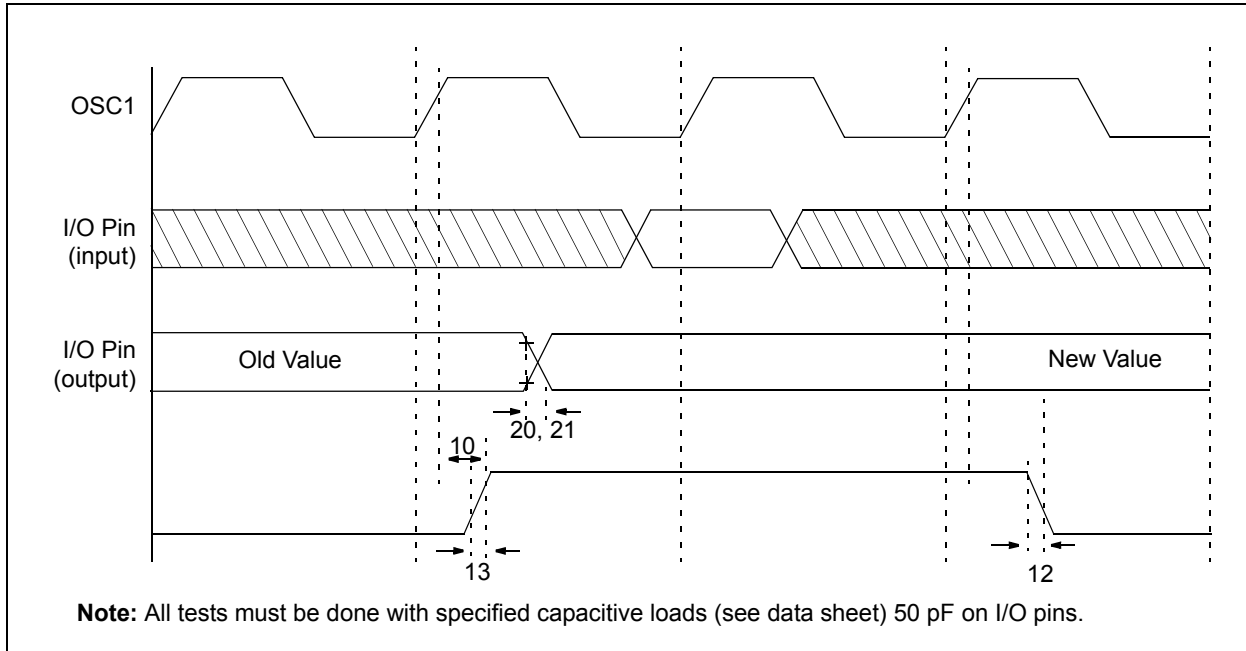 OSC1
I/O Pin
(input)
I/O Pin
(output)
Old Value
New Value
20, 21
10
13
12
Note: All tests must be done with specified capacitive loads (see data sheet) 50 pF on I/O pins.